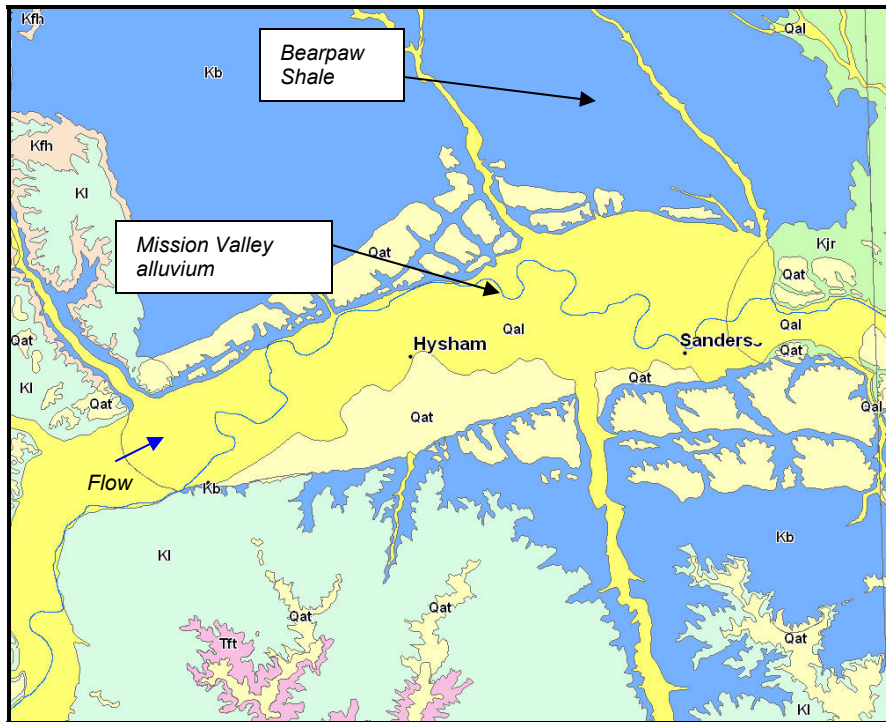 Kfh
Qal
Bearpaw
Shale
Kb
Kfh
Kl
Mission Valley
alluvium
Qat
Kjr
Qat
Qal
Qal
Hysham
Sanders
Qat
Kl
Qat
Qat
Qat
Qat
Qal
Flow
Kb
Kb
Kl
Qat
Qat
Tft
Qat
Kl